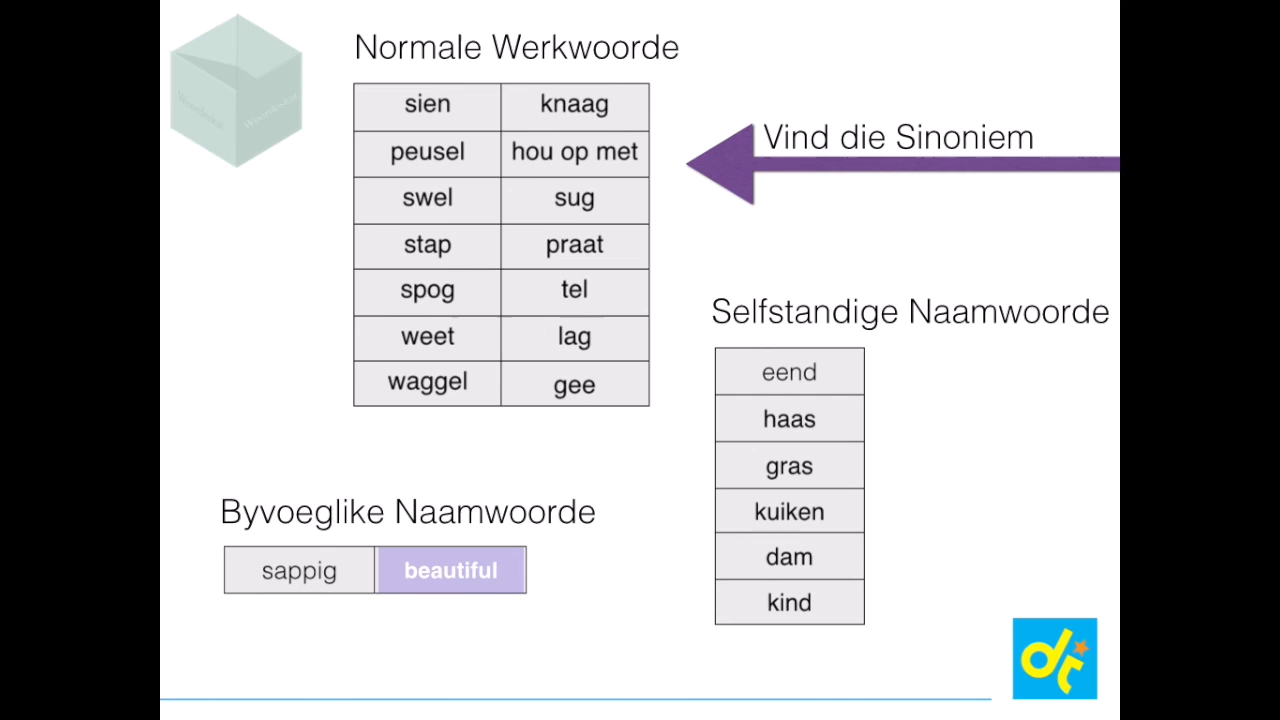 Normale Werkwoorde
sien knaag
peusel hou op met
swel sug
stap praat
spog tel
weet lag
waggel gee
Vind die Sinoniem
Selfstandige Naamwoorde
eend
haas
gras
kuiken
dam
kind
Byvoeglike Naamwoorde
sappig beautiful
dt